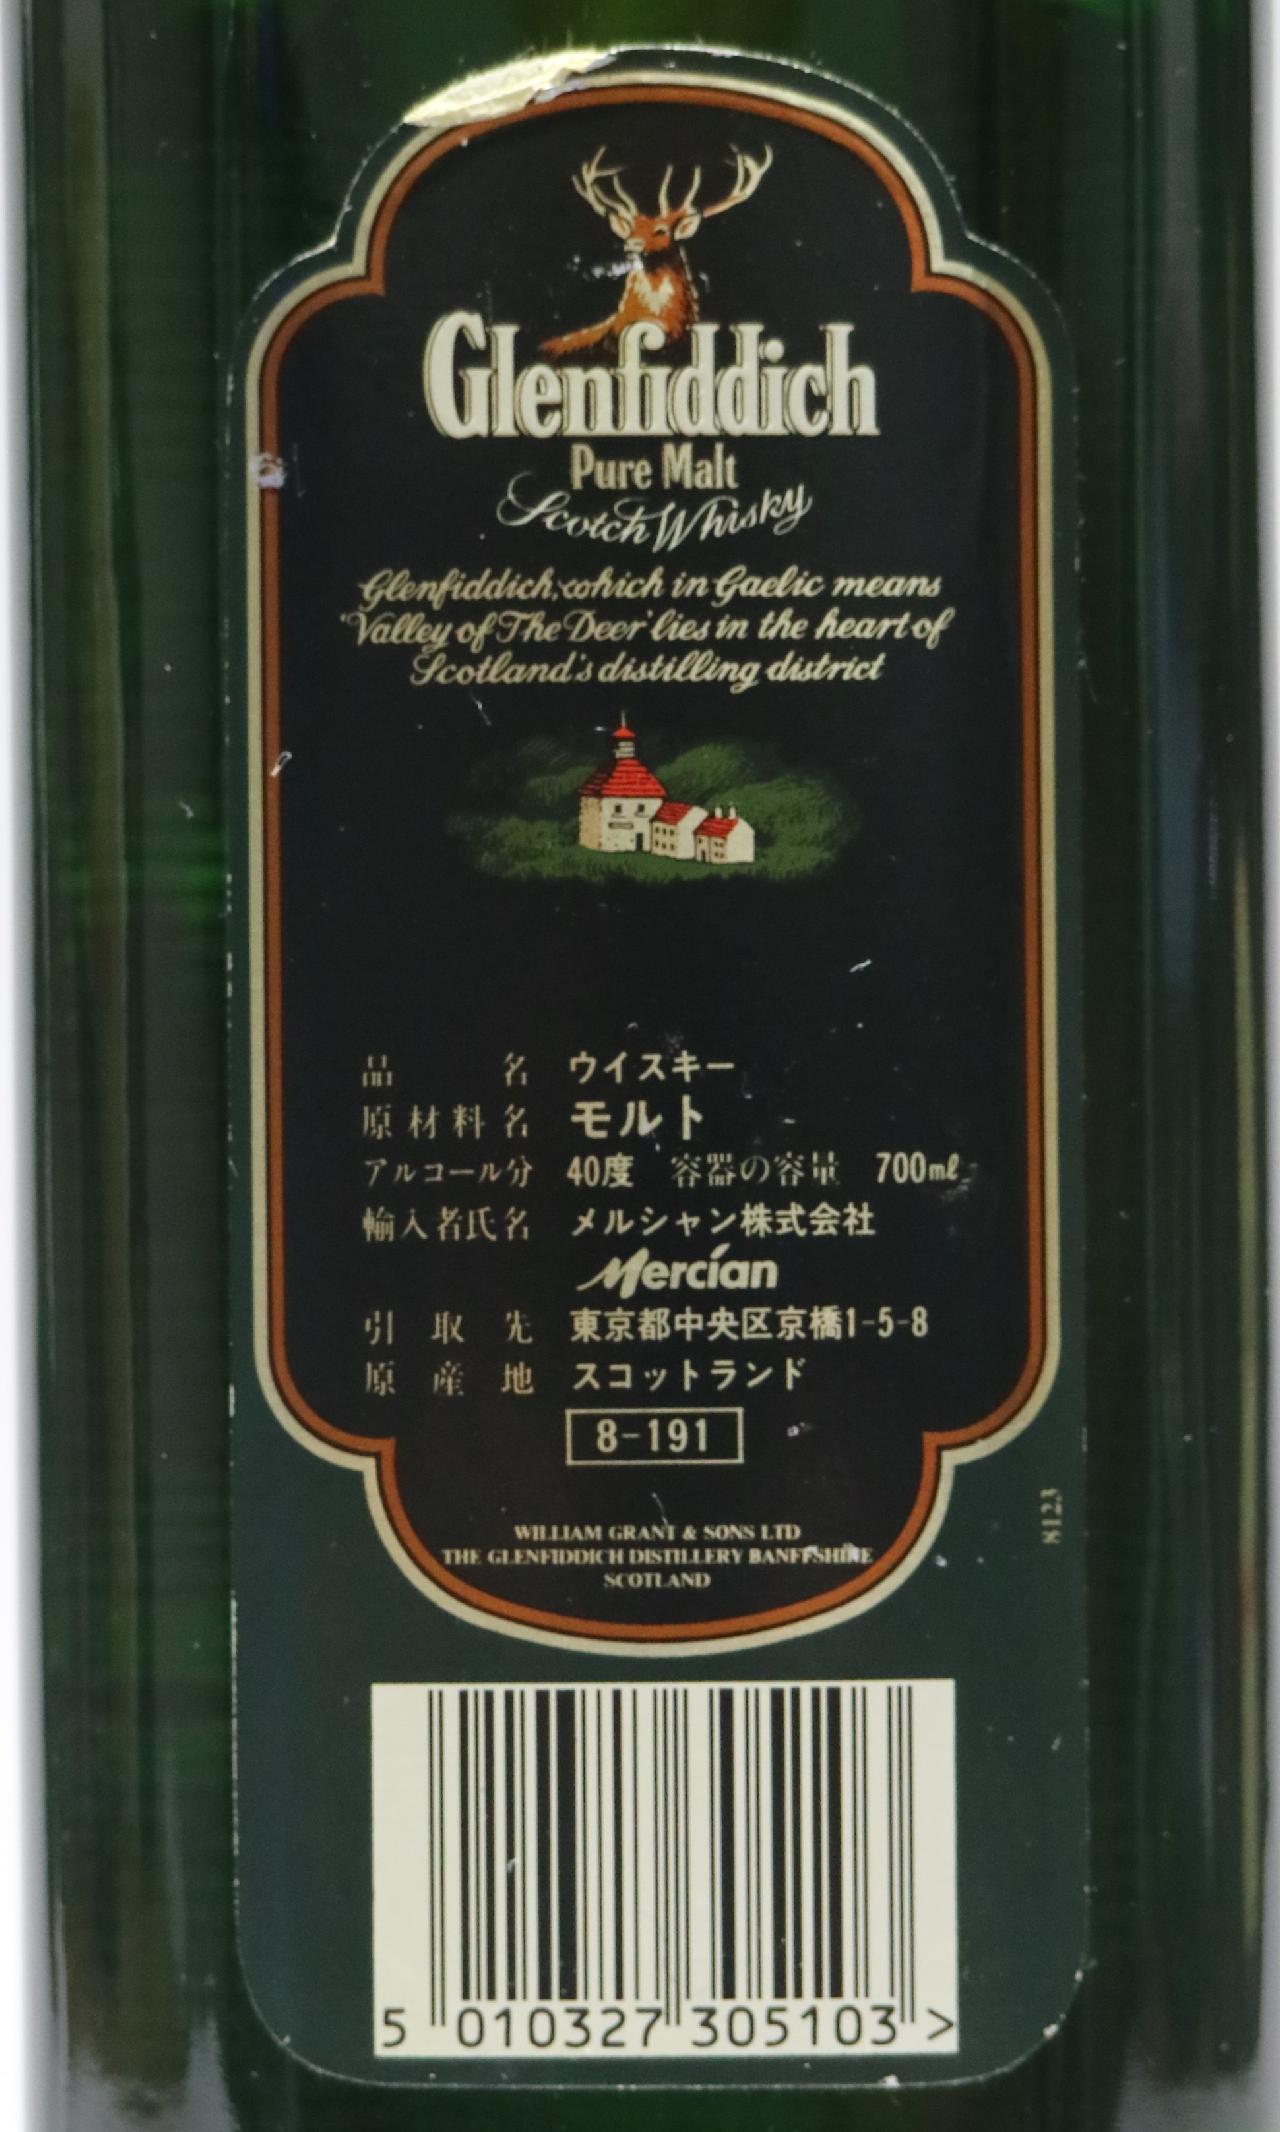 Glenfiddich
Pure Malt
Scotch Whisky
Glenfiddich, which in Gaelic means
'Valley of The Deer' lies in the heart of
Scotland's distilling district
品名 ウイスキー
原材料名 モルト
アルコール分 40度 容器の容量 700ml
輸入者氏名 メルシャン株式会社
Mercian
引取先 東京都中央区京橋1-5-8
原産地 スコットランド
8-191
WILLIAM GRANT & SONS LTD
THE GLENFIDDICH DISTILLERY BANFFSHIRE
SCOTLAND
8123
5 010327 305103 >